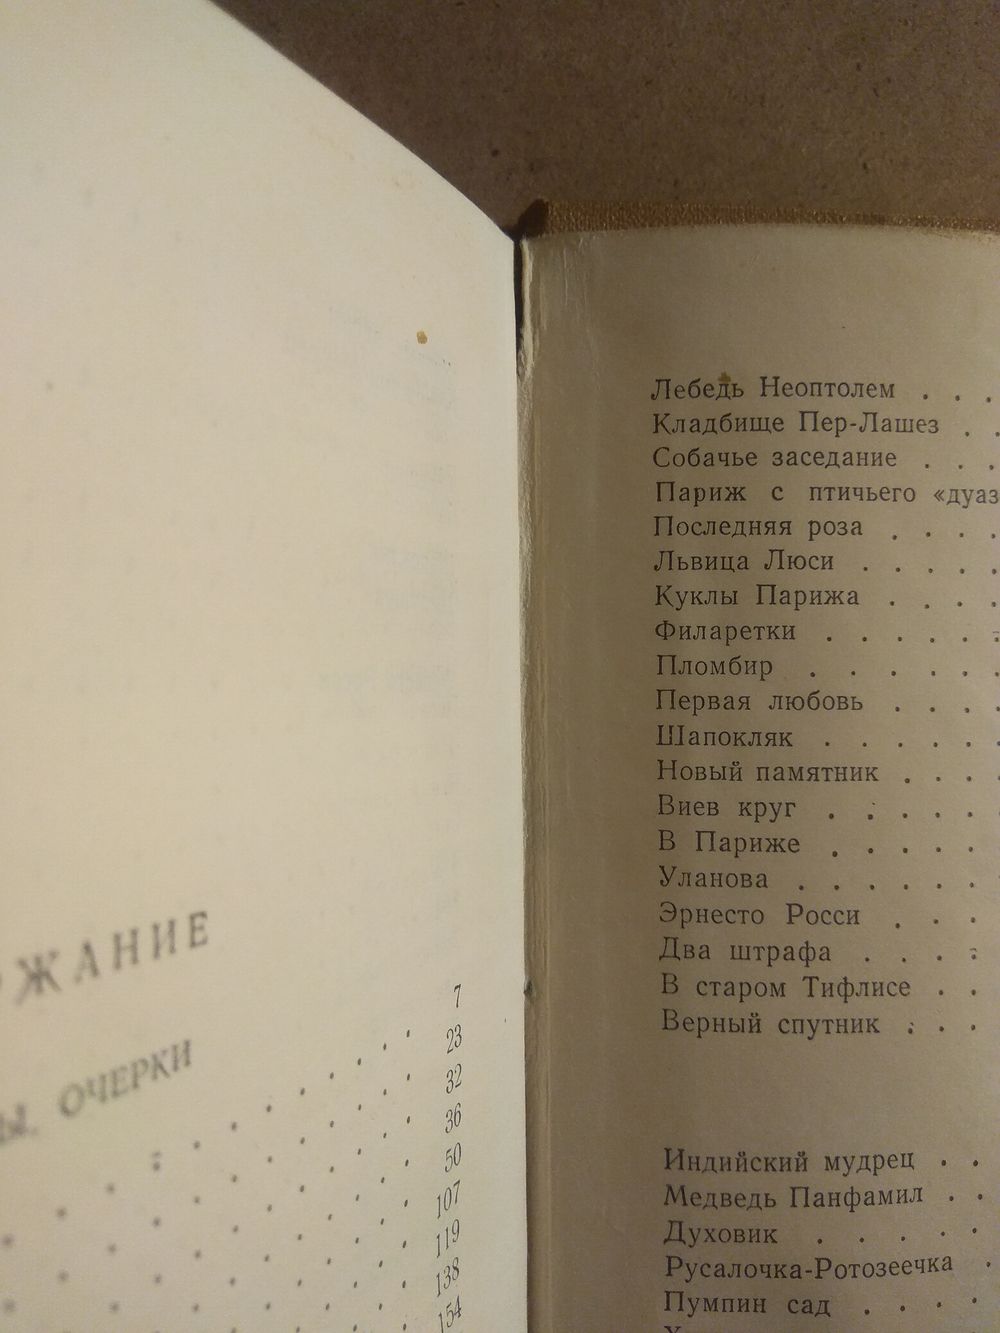 РЖАНИЕ
Ы, ОЧЕРКИ
7
23
32
36
50
107
119
138
154
Лебедь Неоптолем . . .
Кладбище Пер-Лашез . .
Собачье заседание . . .
Париж с птичьего «дуаз
Последняя роза . . . .
Львица Люси . . . . .
Куклы Парижа . . . .
Филаретки . . . . . .
Пломбир . . . . . .
Первая любовь . . . .
Шапокляк . . . . . .
Новый памятник . . . .
Виев круг . . . . .
В Париже . . . . .
Уланова . . . . . .
Эрнесто Росси . . .
Два штрафа . . . .
В старом Тифлисе . .
Верный спутник . . .
Индийский мудрец . .
Медведь Панфамил . .
Духовик . . . . .
Русалочка-Ротозеечка .
Пумпин сад . . . .